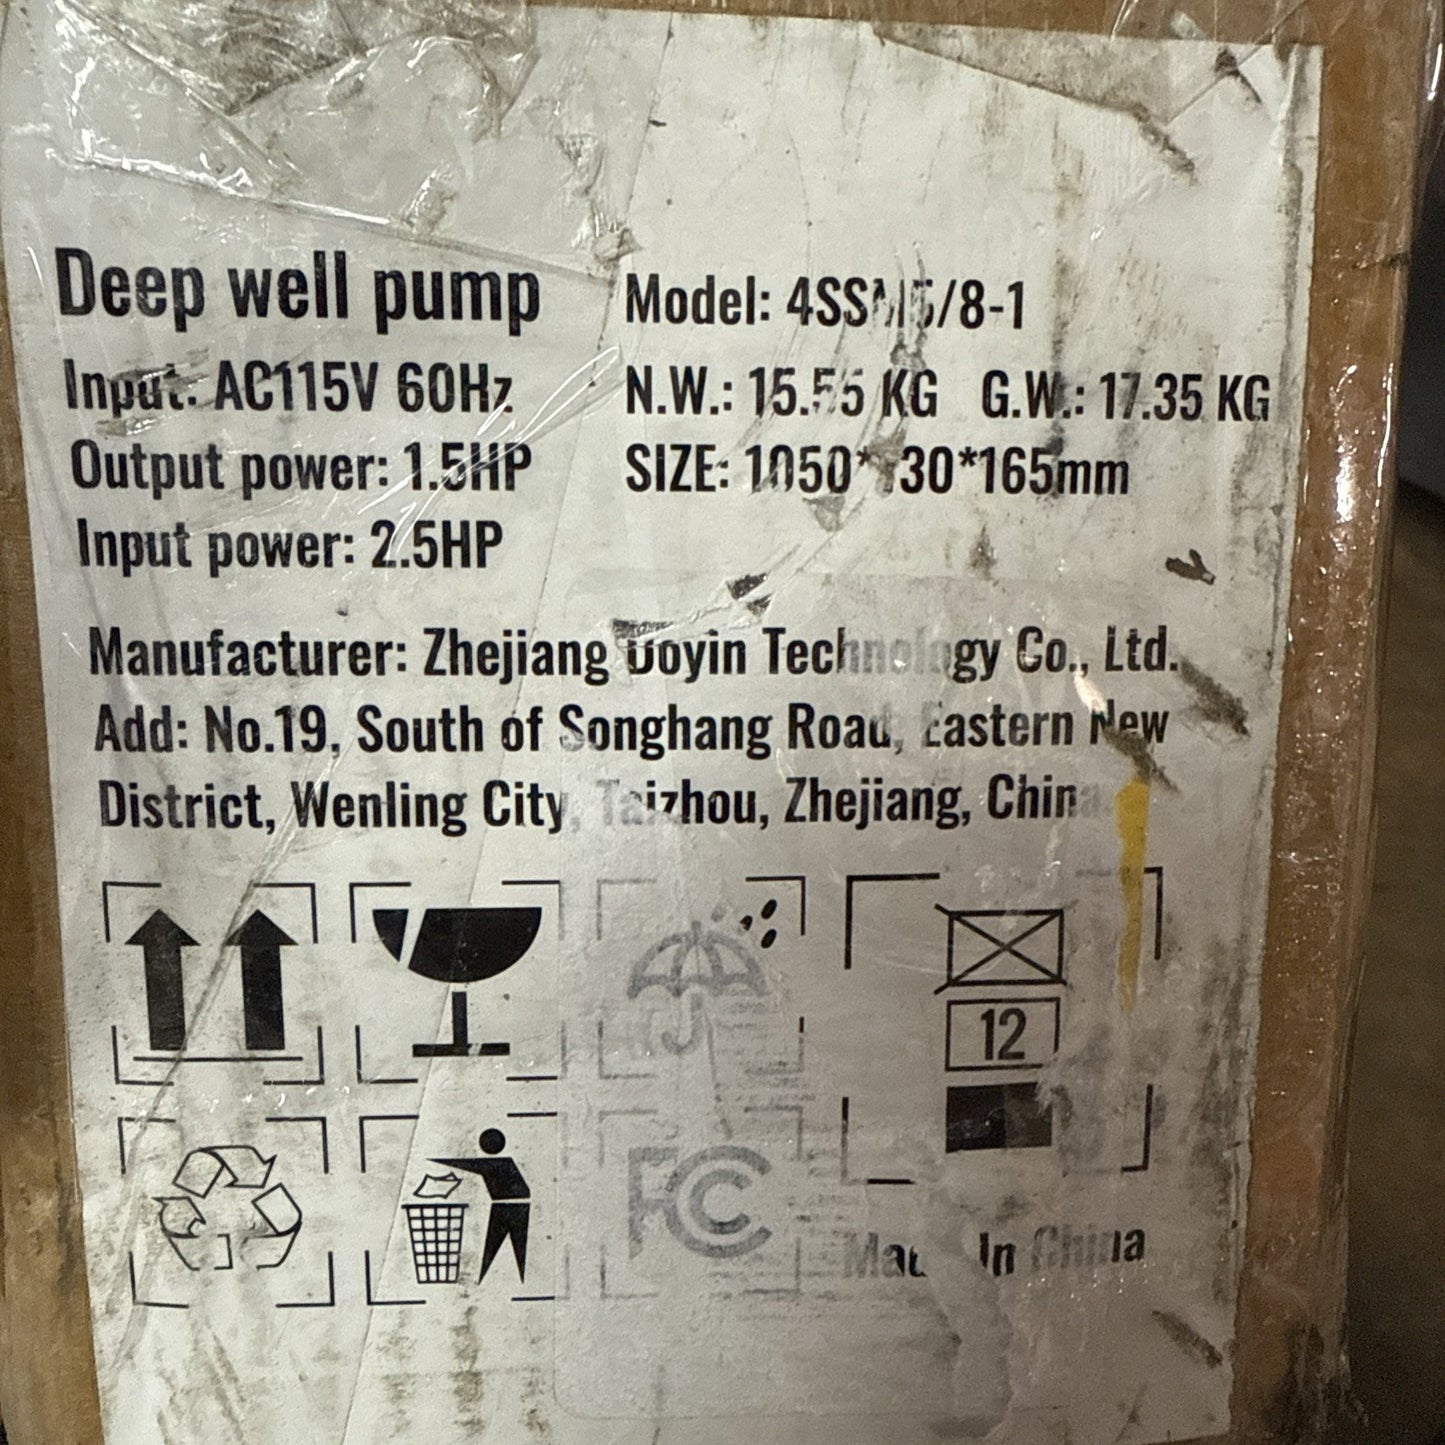 Deep well pump
Input: AC115V 60Hz
Output power: 1.5HP
Input power: 2.5HP
Model: 4SSM5/8-1
N.W.: 15.55 KG G.W.: 17.35 KG
SIZE: *165mm
Manufacturer: Zhejiang Doyin Technology Co., Ltd.
Add: No.19, South of Songhang Road, Eastern New
District, Wenling City, Taizhou, Zhejiang, China
12
FC
Made In China